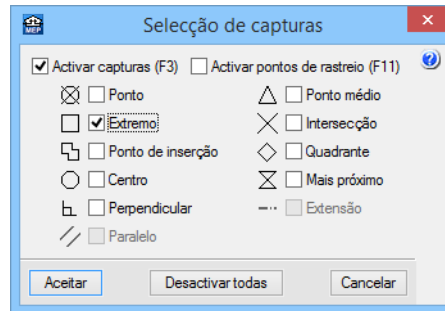 MEP
Selecção de capturas
Activar capturas (F3) Activar pontos de rastreio (F11)
Ponto Ponto médio
Extremo Intersecção
Ponto de inserção Quadrante
Centro Mais próximo
Perpendicular Extensão
Paralelo
Aceitar Desactivar todas Cancelar